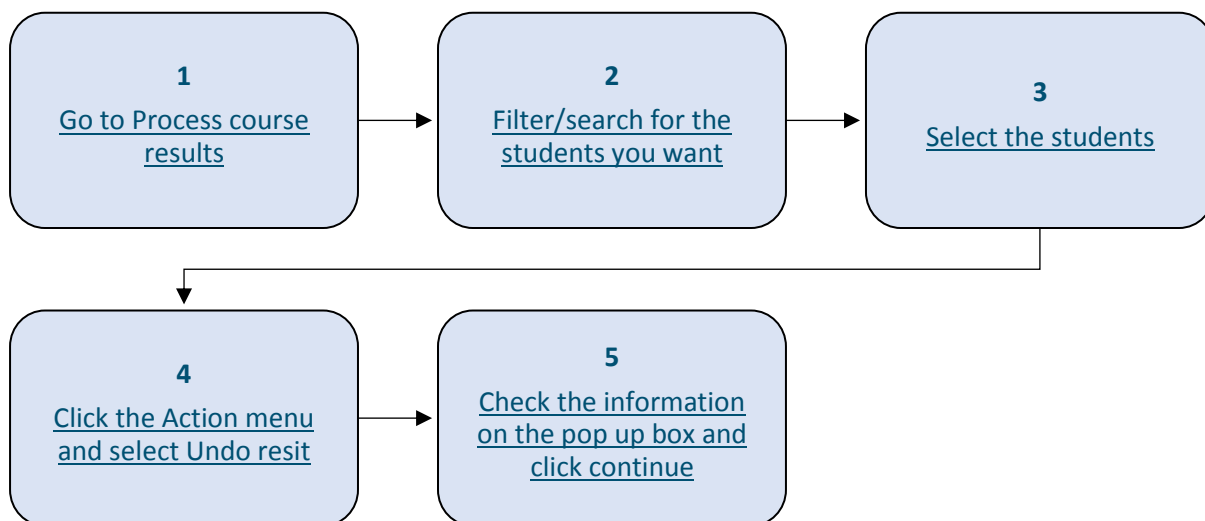 1
Go to Process course
results
2
Filter/search for the
students you want
3
Select the students
4
Click the Action menu
and select Undo resit
5
Check the information
on the pop up box and
click continue